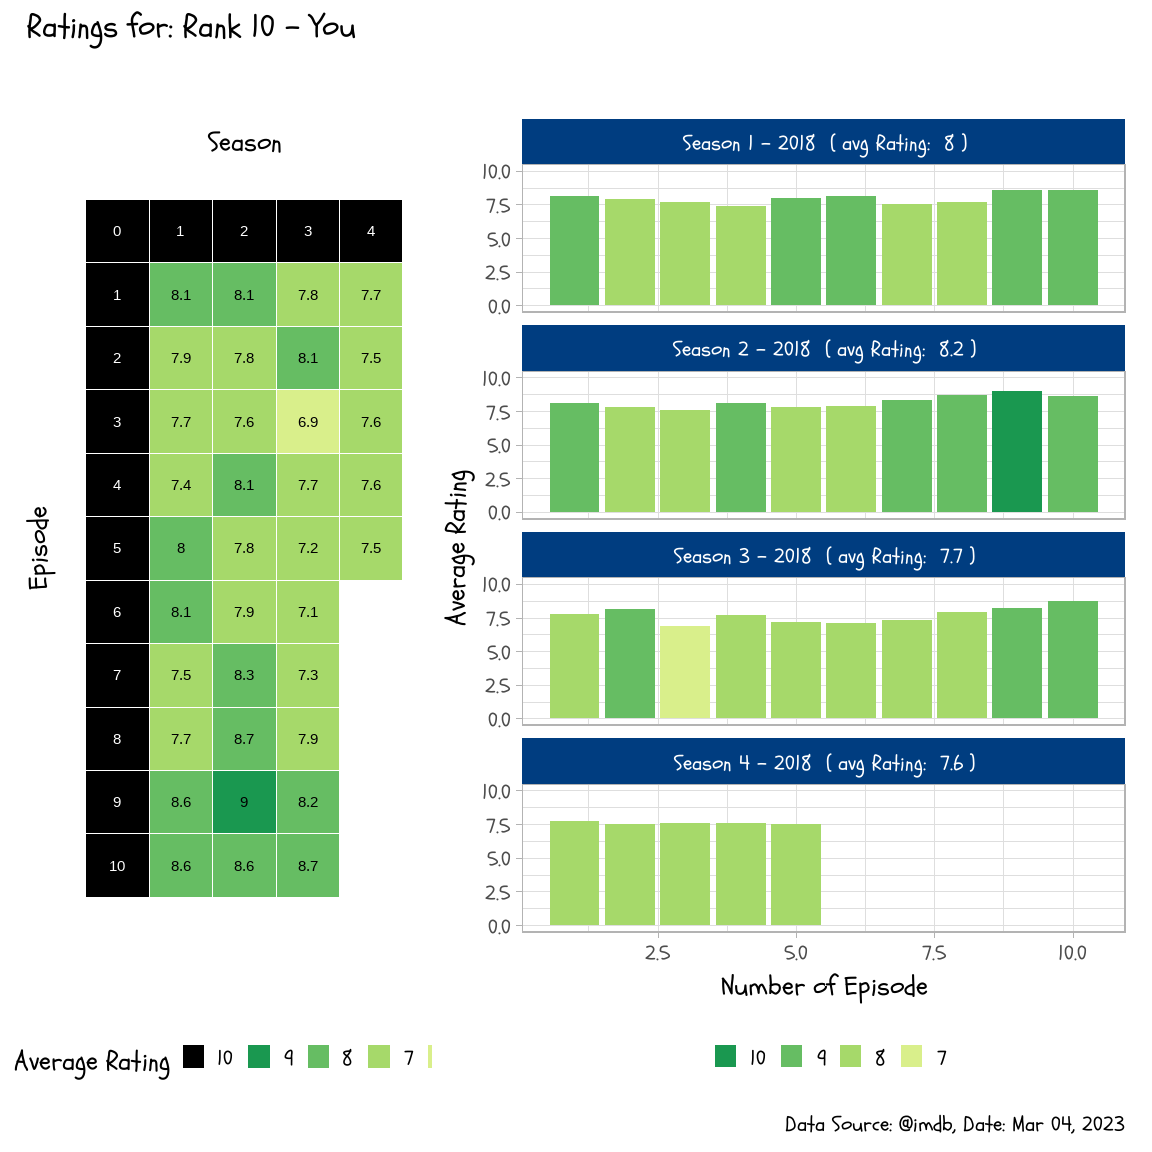 Ratings for: Rank 10 - You
Season
Episode
0 1 2 3 4
1 8.1 8.1 7.8 7.7
2 7.9 7.8 8.1 7.5
3 7.7 7.6 6.9 7.6
4 7.4 8.1 7.7 7.6
5 8 7.8 7.2 7.5
6 8.1 7.9 7.1
7 7.5 8.3 7.3
8 7.7 8.7 7.9
9 8.6 9 8.2
10 8.6 8.6 8.7
Average Rating 10 9 8 7
Average Rating
Season 1 - 2018 ( avg Rating: 8 )
10.0
7.5
5.0
2.5
0.0
Season 2 - 2018 ( avg Rating: 8.2 )
10.0
7.5
5.0
2.5
0.0
Season 3 - 2018 ( avg Rating: 7.7 )
10.0
7.5
5.0
2.5
0.0
Season 4 - 2018 ( avg Rating: 7.6 )
10.0
7.5
5.0
2.5
0.0
2.5 5.0 7.5 10.0
Number of Episode
10 9 8 7
Data Source: @imdb, Date: Mar 04, 2023